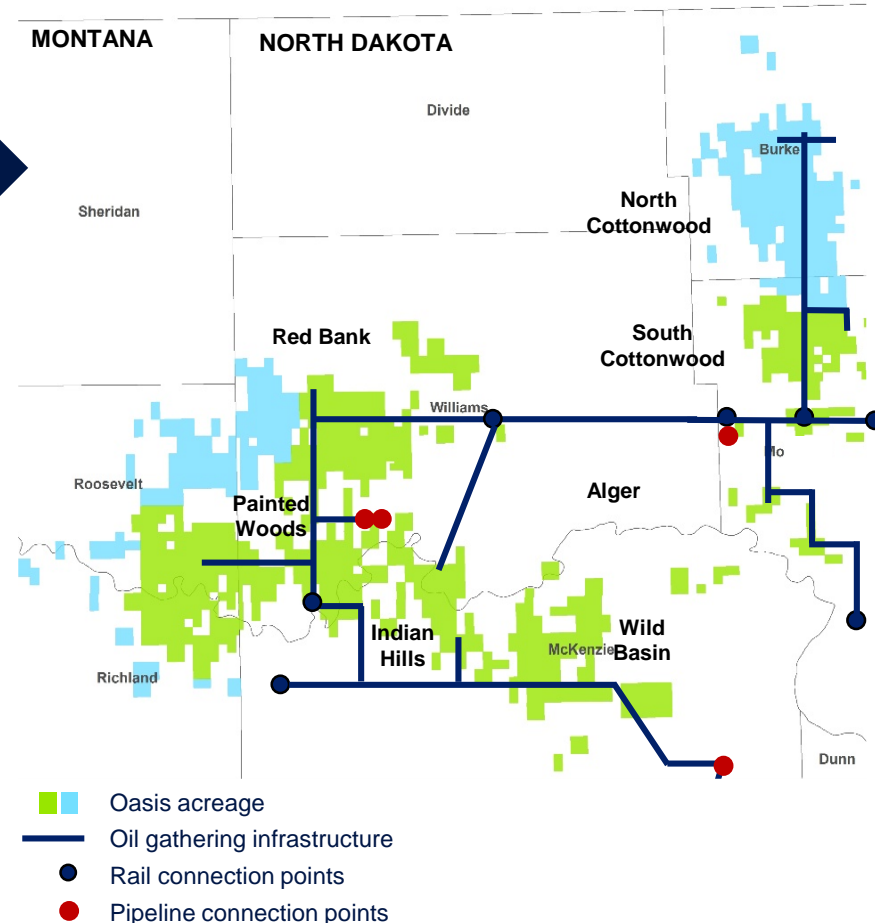 MONTANA
NORTH DAKOTA
Divide
Burke
Sheridan
North
Cottonwood
Red Bank
South
Cottonwood
Williams
Mo
Roosevelt
Painted
Woods
Alger
Indian
Hills
Wild
Basin
McKenzie
Richland
Dunn
Oasis acreage
Oil gathering infrastructure
Rail connection points
Pipeline connection points